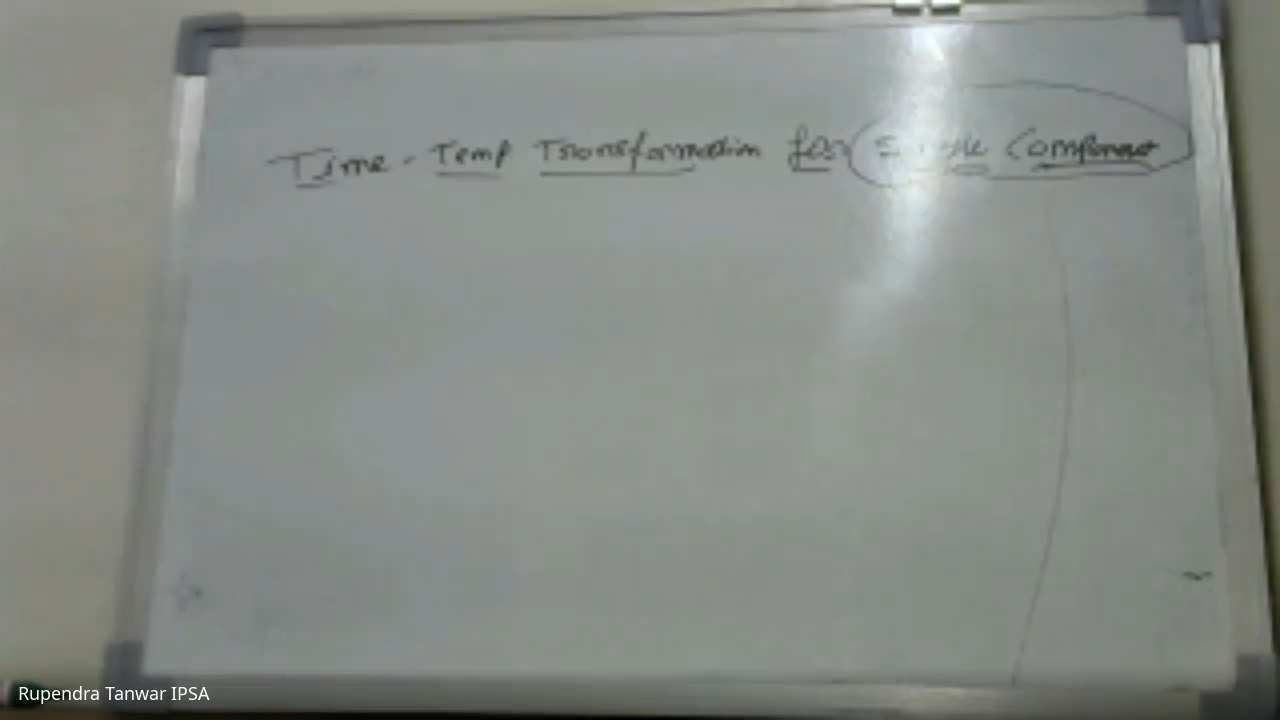 Time - Temp Transformation for Single Component
Rupendra Tanwar IPSA